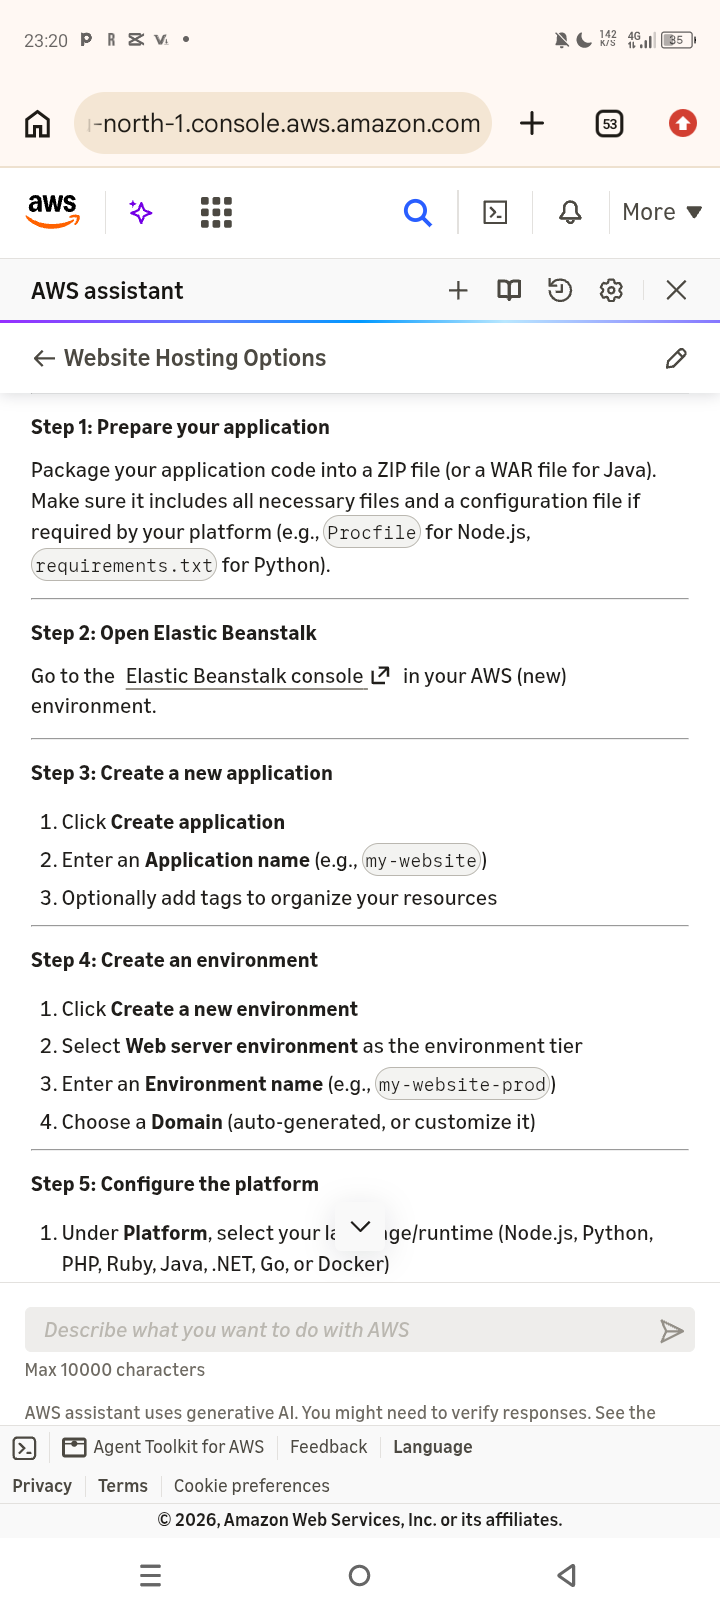 23:20
142
K/S
4G
85
-north-1.console.aws.amazon.com
53
aws
More
AWS assistant
Website Hosting Options
Step 1: Prepare your application
Package your application code into a ZIP file (or a WAR file for Java).
Make sure it includes all necessary files and a configuration file if
required by your platform (e.g., Procfile for Node.js,
requirements.txt for Python).
Step 2: Open Elastic Beanstalk
Go to the Elastic Beanstalk console in your AWS (new)
environment.
Step 3: Create a new application
1. Click Create application
2. Enter an Application name (e.g., my-website)
3. Optionally add tags to organize your resources
Step 4: Create an environment
1. Click Create a new environment
2. Select Web server environment as the environment tier
3. Enter an Environment name (e.g., my-website-prod)
4. Choose a Domain (auto-generated, or customize it)
Step 5: Configure the platform
1. Under Platform, select your ge/runtime (Node.js, Python,
PHP, Ruby, Java, .NET, Go, or Docker)
Describe what you want to do with AWS
Max 10000 characters
AWS assistant uses generative AI. You might need to verify responses. See the
Agent Toolkit for AWS Feedback Language
Privacy Terms Cookie preferences
© 2026, Amazon Web Services, Inc. or its affiliates.